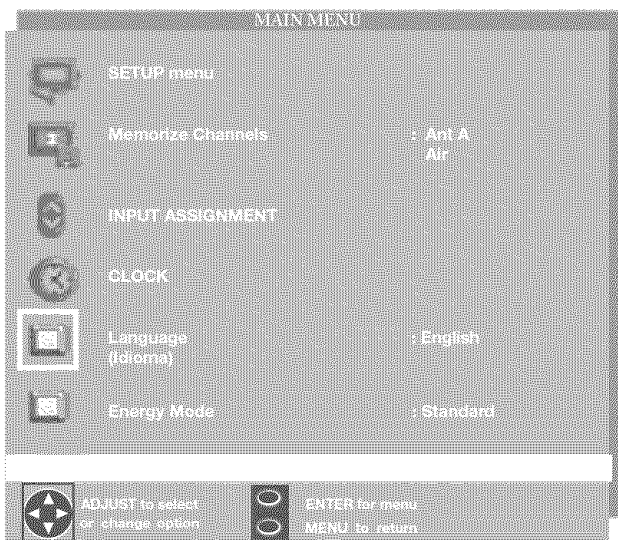 MAIN MENU
SETUP menu
Memorize Channels : Ant A
Air
INPUT ASSIGNMENT
CLOCK
Language : English
(Idioma)
Energy Mode : Standard
ADJUST to select
or change option
ENTER for menu
MENU to return